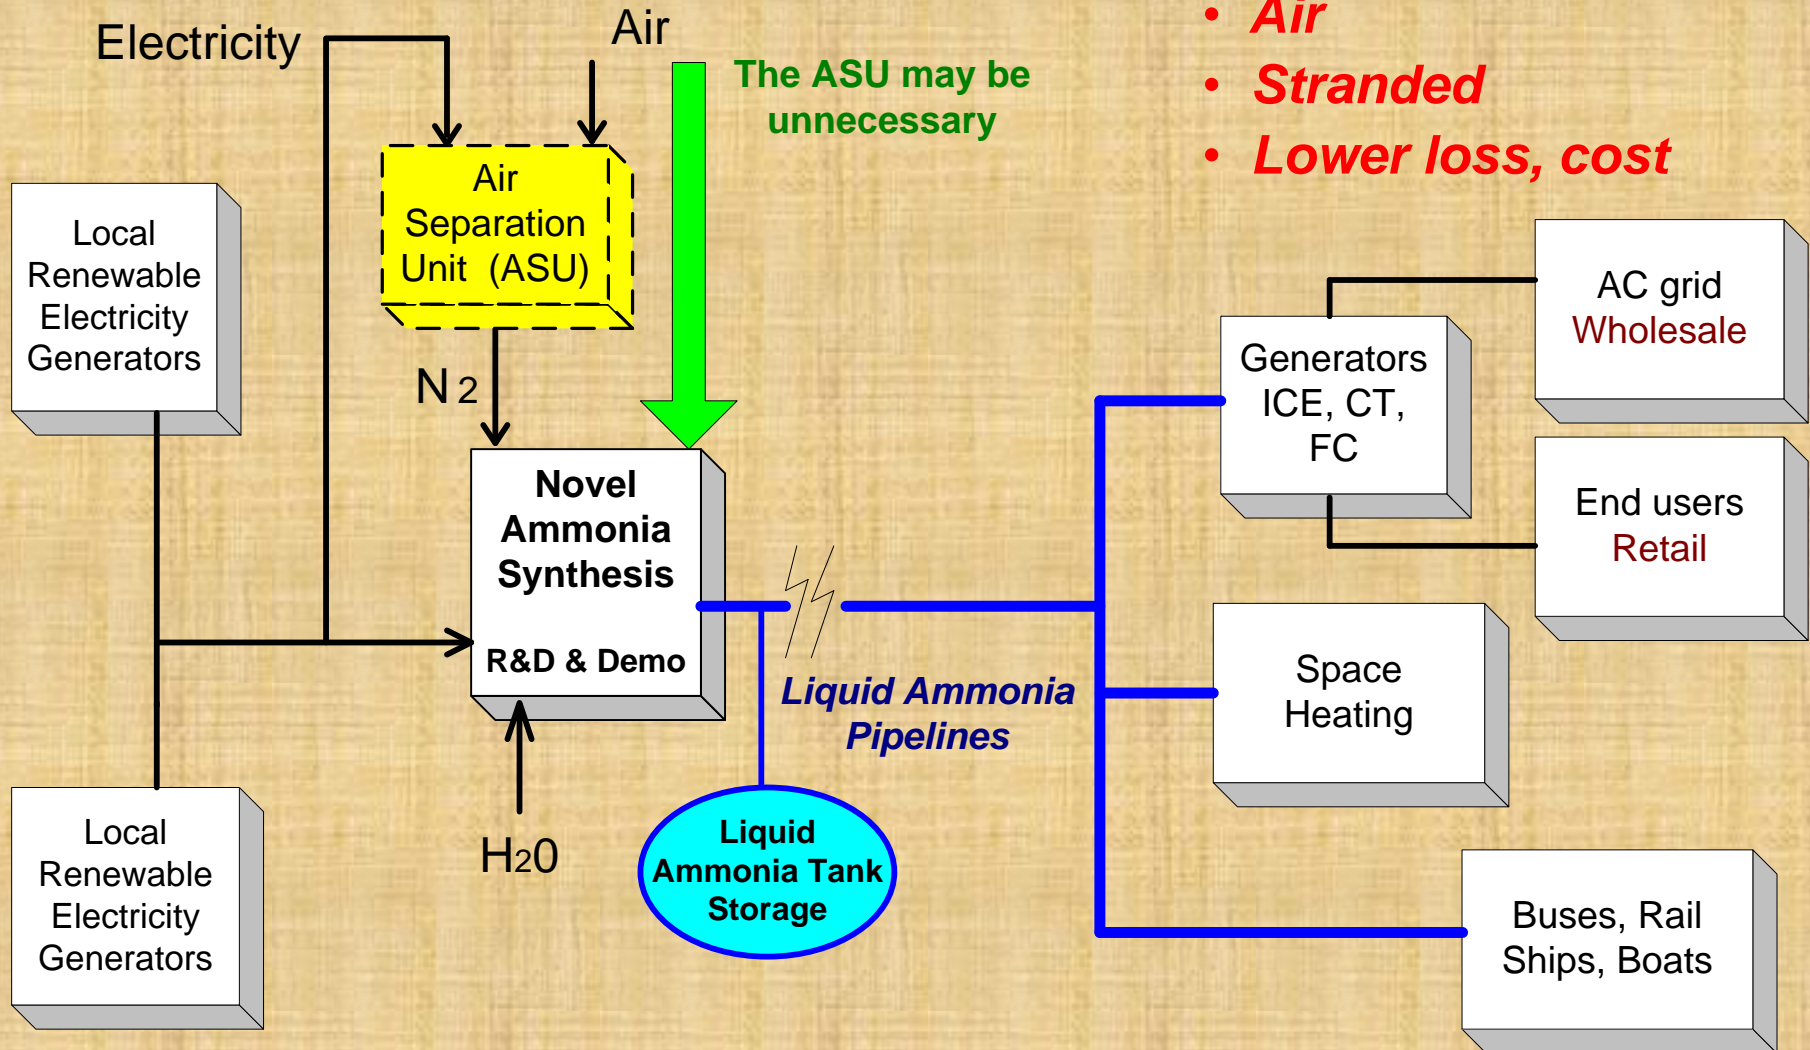 Electricity
Air
The ASU may be
unnecessary
• Air
• Stranded
• Lower loss, cost
Air
Separation
Unit (ASU)
Local
Renewable
Electricity
Generators
N 2
Novel
Ammonia
Synthesis
R&D & Demo
Liquid Ammonia
Pipelines
Generators
ICE, CT,
FC
AC grid
Wholesale
End users
Retail
Space
Heating
Local
Renewable
Electricity
Generators
H20
Liquid
Ammonia Tank
Storage
Buses, Rail
Ships, Boats